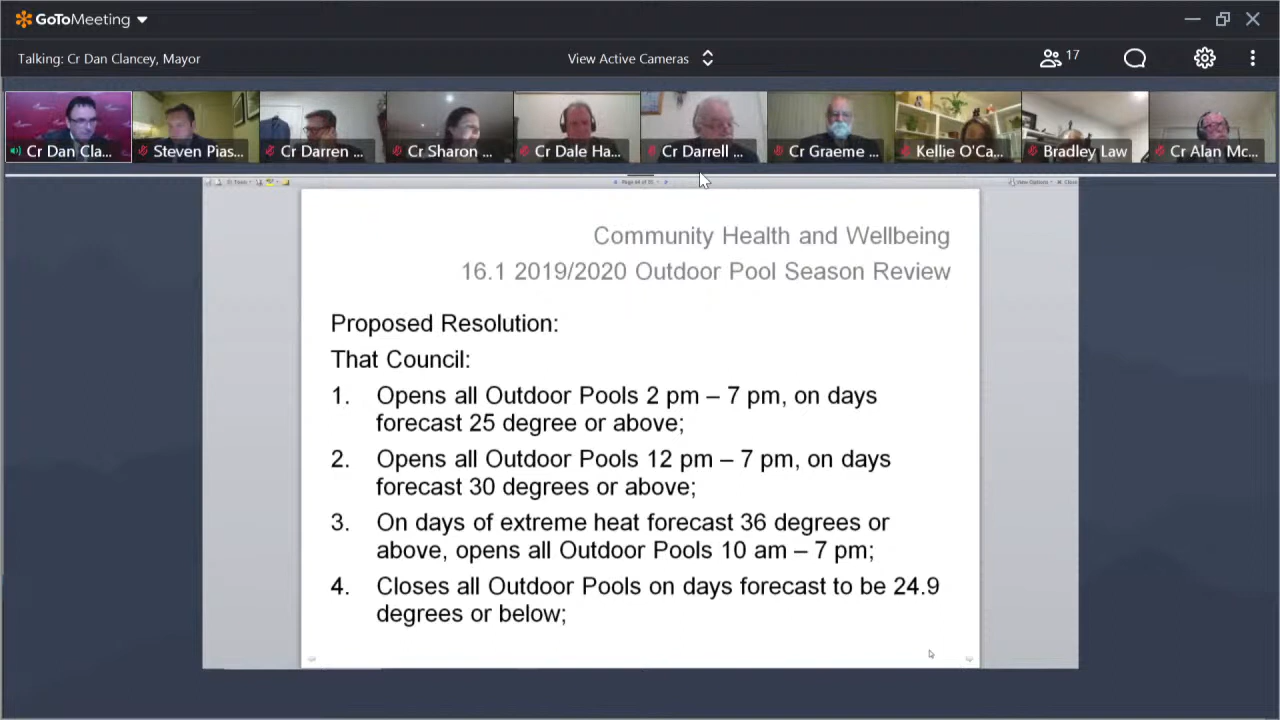 GoToMeeting
Talking: Cr Dan Clancey, Mayor
View Active Cameras
17
Cr Dan Cla...
Steven Pias...
Cr Darren ...
Cr Sharon ...
Cr Dale Ha...
Cr Darrell ...
Cr Graeme ...
Kellie O'Ca...
Bradley Law
Cr Alan Mc...
Community Health and Wellbeing
16.1 2019/2020 Outdoor Pool Season Review
Proposed Resolution:
That Council:
1. Opens all Outdoor Pools 2 pm – 7 pm, on days
forecast 25 degree or above;
2. Opens all Outdoor Pools 12 pm – 7 pm, on days
forecast 30 degrees or above;
3. On days of extreme heat forecast 36 degrees or
above, opens all Outdoor Pools 10 am – 7 pm;
4. Closes all Outdoor Pools on days forecast to be 24.9
degrees or below;